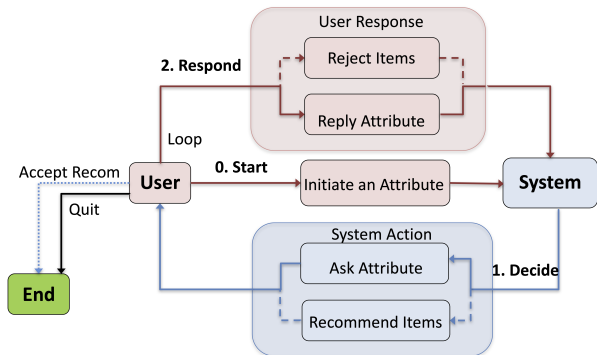 User Response
Reject Items
2. Respond
Reply Attribute
Loop
0. Start
Accept Recom
User
Initiate an Attribute
System
Quit
System Action
Ask Attribute
1. Decide
End
Recommend Items